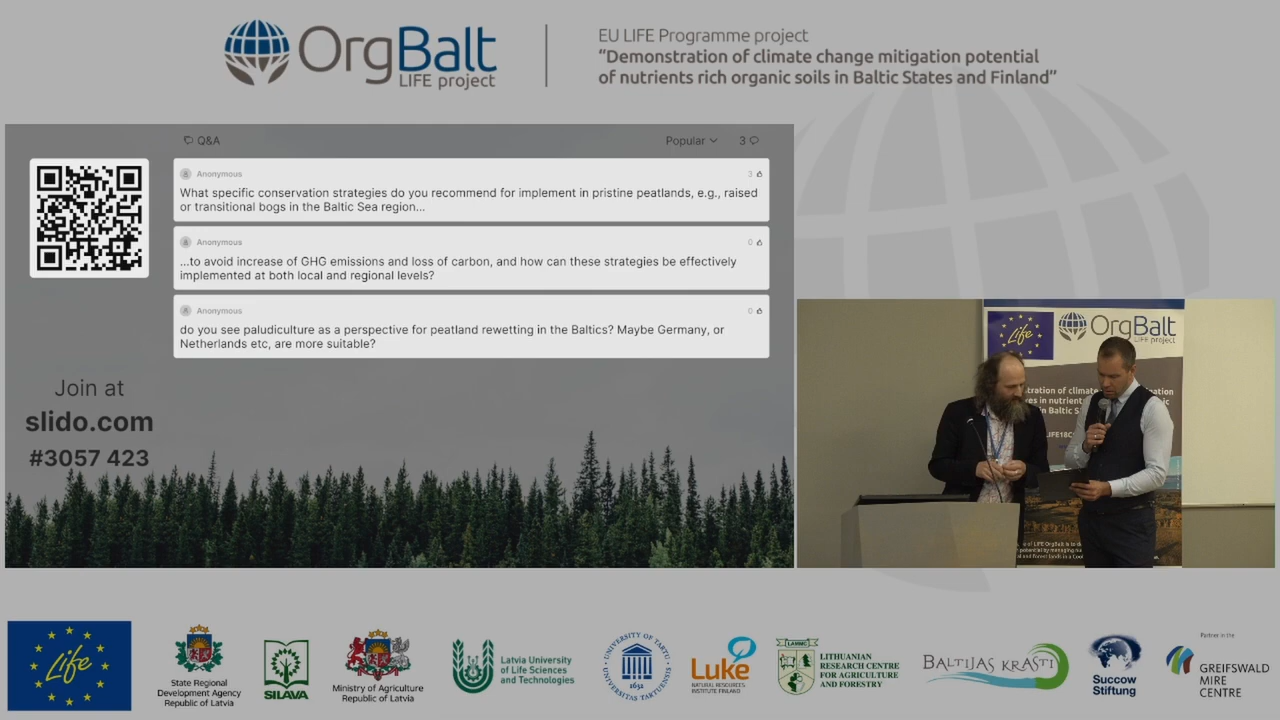 OrgBalt
LIFE project
EU LIFE Programme project
“Demonstration of climate change mitigation potential
of nutrients rich organic soils in Baltic States and Finland”
Q&A
Popular
3
Anonymous
3
What specific conservation strategies do you recommend for implement in pristine peatlands, e.g., raised
or transitional bogs in the Baltic Sea region...
Anonymous
0
...to avoid increase of GHG emissions and loss of carbon, and how can these strategies be effectively
implemented at both local and regional levels?
Anonymous
0
do you see paludiculture as a perspective for peatland rewetting in the Baltics? Maybe Germany, or
Netherlands etc, are more suitable?
Join at
slido.com
#3057 423
Life
OrgBalt
LIFE project
Life
State Regional
Development Agency
Republic of Latvia
SILAVA
Ministry of Agriculture
Republic of Latvia
Latvia University
of Life Sciences
and Technologies
UNIVERSITY OF TARTU
UNIVERSITAS TARTUENSIS
1632
Luke
NATURAL RESOURCES
INSTITUTE FINLAND
LAMMC
LITHUANIAN
RESEARCH CENTRE
FOR AGRICULTURE
AND FORESTRY
BALTIJAS KRASTI
Succow
Stiftung
Partner in the
GREIFSWALD
MIRE
CENTRE